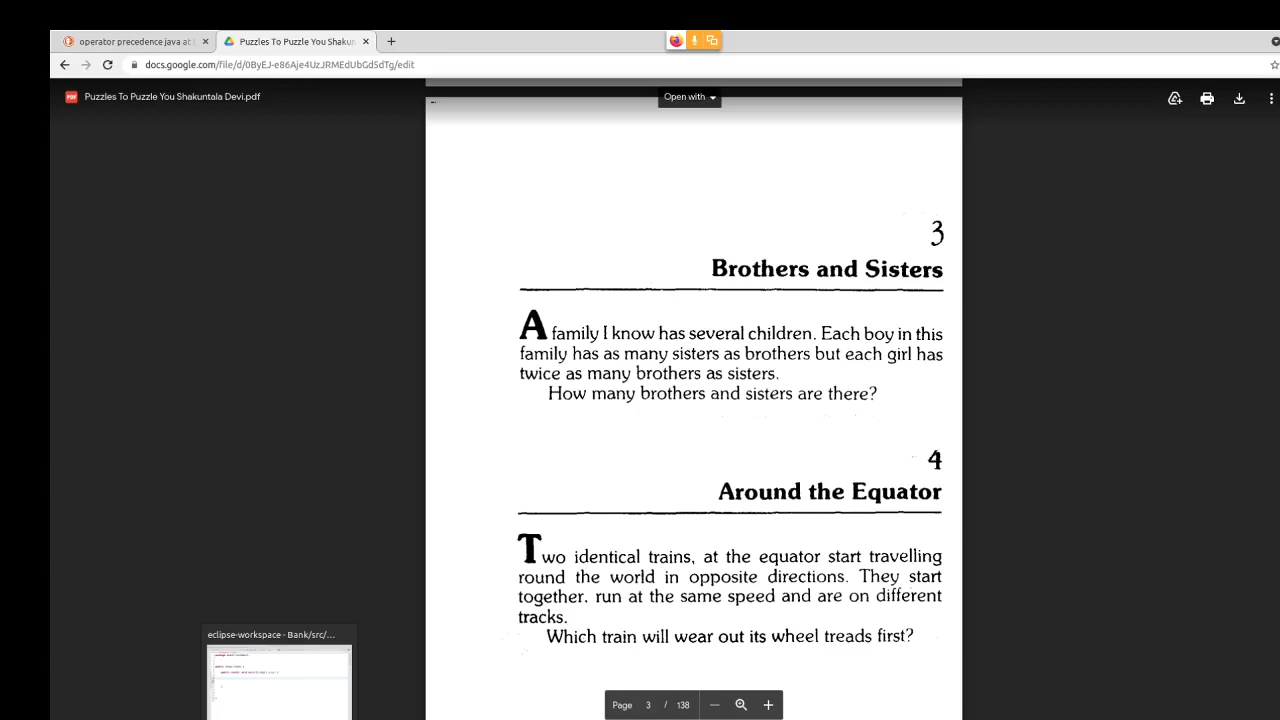 operator precedence java at
Puzzles To Puzzle You Shakun
docs.google.com/file/d/0ByEJ-e86Aje4UzJRMEdUbGd5dTg/edit
PDF Puzzles To Puzzle You Shakuntala Devi.pdf
Open with
3
Brothers and Sisters
A family I know has several children. Each boy in this
family has as many sisters as brothers but each girl has
twice as many brothers as sisters.
How many brothers and sisters are there?
4
Around the Equator
Two identical trains, at the equator start travelling
round the world in opposite directions. They start
together, run at the same speed and are on different
tracks.
Which train will wear out its wheel treads first?
eclipse-workspace - Bank/src/...
Page 3 / 138